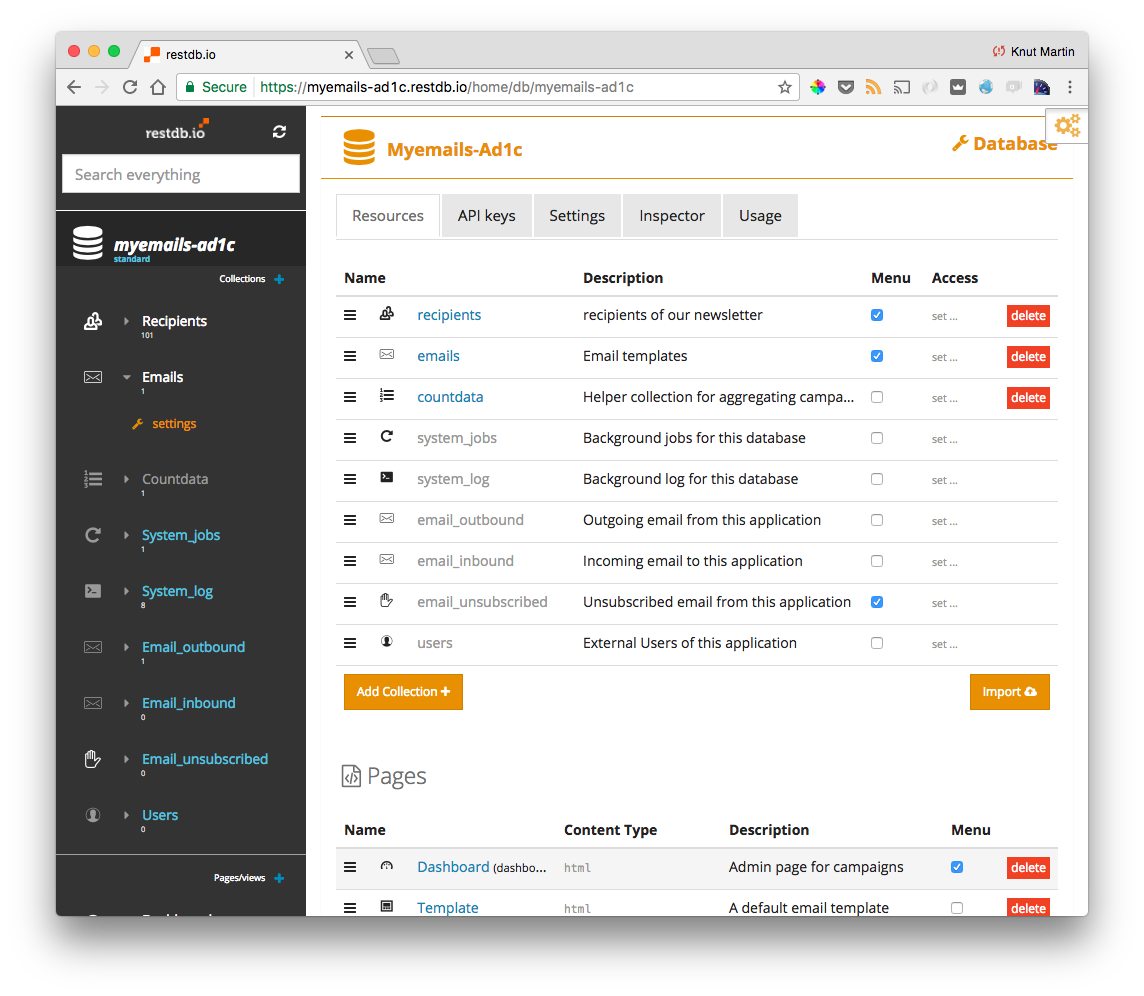 restdb.io
Knut Martin
Secure https://myemails-ad1c.restdb.io/home/db/myemails-ad1c
restdb.io
Search everything
myemails-ad1c
standard
Collections
Recipients
101
Emails
1
settings
Countdata
1
System_jobs
1
System_log
8
Email_outbound
1
Email_inbound
0
Email_unsubscribed
0
Users
0
Pages/views
Myemails-Ad1c
Database
Resources API keys Settings Inspector Usage
Name Description Menu Access
recipients recipients of our newsletter set ... delete
emails Email templates set ... delete
countdata Helper collection for aggregating campa... set ... delete
system_jobs Background jobs for this database set ...
system_log Background log for this database set ...
email_outbound Outgoing email from this application set ...
email_inbound Incoming email to this application set ...
email_unsubscribed Unsubscribed email from this application set ...
users External Users of this application set ...
Add Collection Import
Pages
Name Content Type Description Menu
Dashboard (dashbo... html Admin page for campaigns delete
Template html A default email template delete